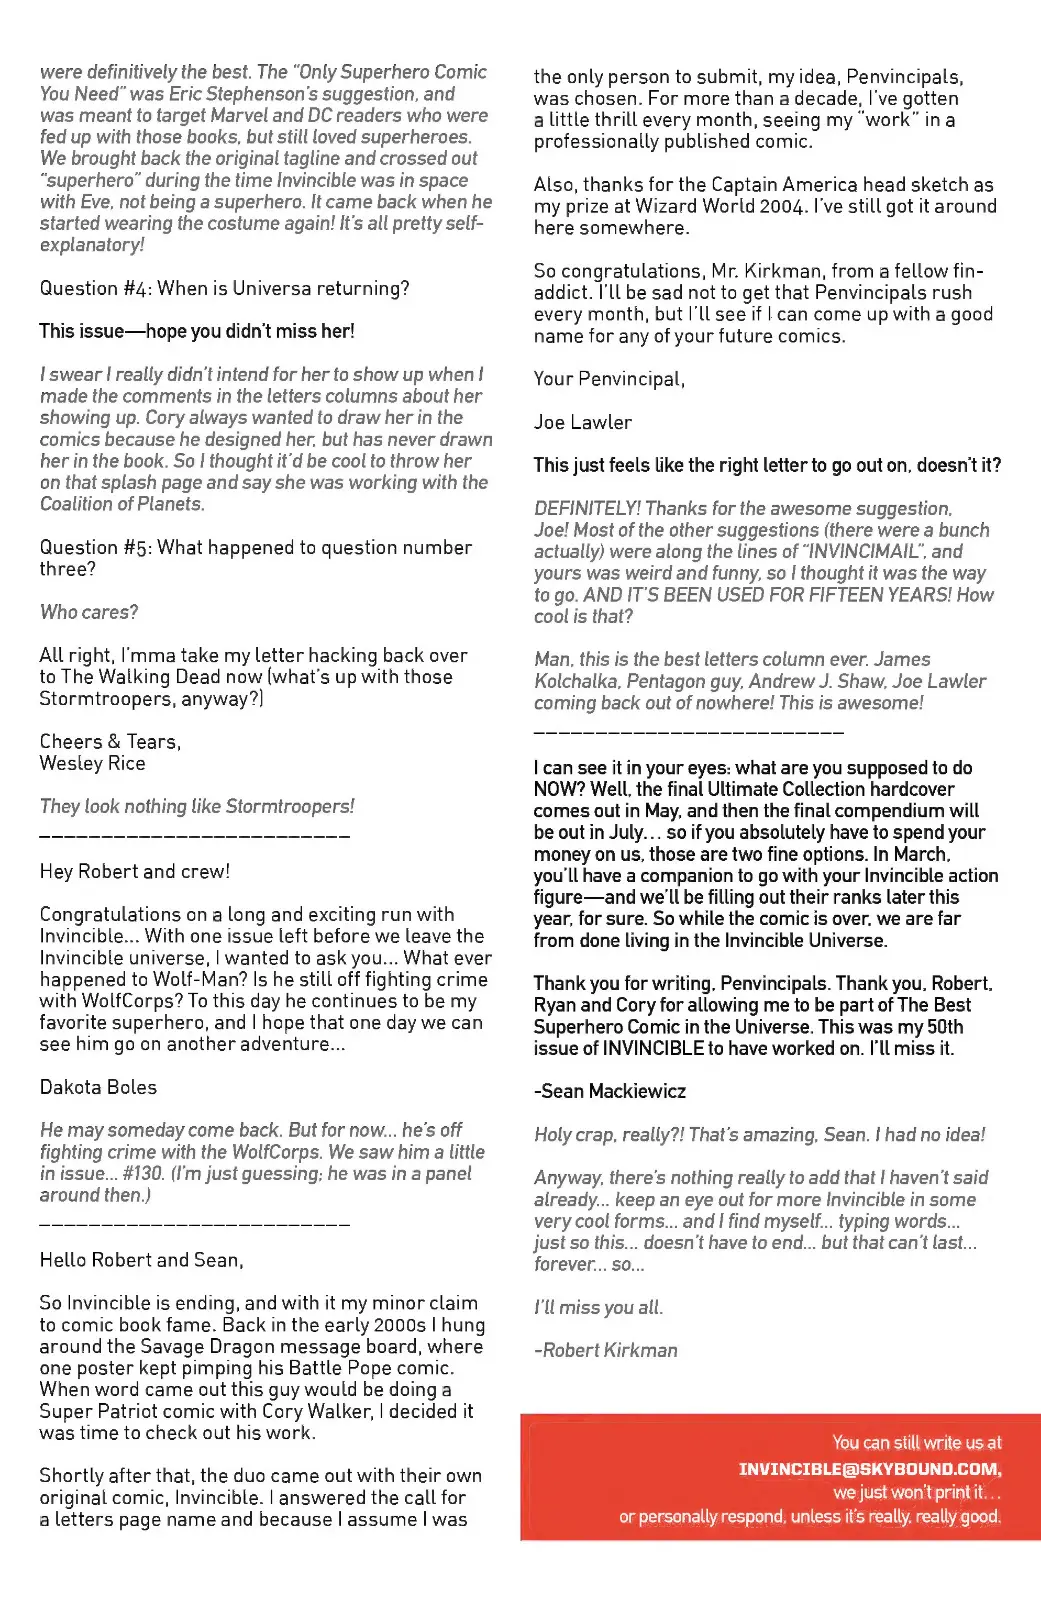 were definitively the best. The "Only Superhero Comic
You Need" was Eric Stephenson's suggestion, and
was meant to target Marvel and DC readers who were
fed up with those books, but still loved superheroes.
We brought back the original tagline and crossed out
"superhero" during the time Invincible was in space
with Eve, not being a superhero. It came back when he
started wearing the costume again! It's all pretty self-
explanatory!
Question #4: When is Universa returning?
This issue—hope you didn't miss her!
I swear I really didn't intend for her to show up when I
made the comments in the letters columns about her
showing up. Cory always wanted to draw her in the
comics because he designed her, but has never drawn
her in the book. So I thought it'd be cool to throw her
on that splash page and say she was working with the
Coalition of Planets.
Question #5: What happened to question number
three?
Who cares?
All right, I'mma take my letter hacking back over
to The Walking Dead now (what's up with those
Stormtroopers, anyway?)
Cheers & Tears,
Wesley Rice
They look nothing like Stormtroopers!
–––––––––––––––––––––––––
Hey Robert and crew!
Congratulations on a long and exciting run with
Invincible... With one issue left before we leave the
Invincible universe, I wanted to ask you... What ever
happened to Wolf-Man? Is he still off fighting crime
with WolfCorps? To this day he continues to be my
favorite superhero, and I hope that one day we can
see him go on another adventure...
Dakota Boles
He may someday come back. But for now... he's off
fighting crime with the WolfCorps. We saw him a little
in issue... #130. (I'm just guessing; he was in a panel
around then.)
–––––––––––––––––––––––––
Hello Robert and Sean,
So Invincible is ending, and with it my minor claim
to comic book fame. Back in the early 2000s I hung
around the Savage Dragon message board, where
one poster kept pimping his Battle Pope comic.
When word came out this guy would be doing a
Super Patriot comic with Cory Walker, I decided it
was time to check out his work.
Shortly after that, the duo came out with their own
original comic, Invincible. I answered the call for
a letters page name and because I assume I was
the only person to submit, my idea, Penvincipals,
was chosen. For more than a decade, I've gotten
a little thrill every month, seeing my "work" in a
professionally published comic.
Also, thanks for the Captain America head sketch as
my prize at Wizard World 2004. I've still got it around
here somewhere.
So congratulations, Mr. Kirkman, from a fellow fin-
addict. I'll be sad not to get that Penvincipals rush
every month, but I'll see if I can come up with a good
name for any of your future comics.
Your Penvincipal,
Joe Lawler
This just feels like the right letter to go out on, doesn't it?
DEFINITELY! Thanks for the awesome suggestion,
Joe! Most of the other suggestions (there were a bunch
actually) were along the lines of "INVINCIMAIL", and
yours was weird and funny, so I thought it was the way
to go. AND IT'S BEEN USED FOR FIFTEEN YEARS! How
cool is that?
Man, this is the best letters column ever. James
Kolchalka, Pentagon guy, Andrew J. Shaw, Joe Lawler
coming back out of nowhere! This is awesome!
–––––––––––––––––––––––––
I can see it in your eyes: what are you supposed to do
NOW? Well, the final Ultimate Collection hardcover
comes out in May, and then the final compendium will
be out in July... so if you absolutely have to spend your
money on us, those are two fine options. In March,
you'll have a companion to go with your Invincible action
figure—and we'll be filling out their ranks later this
year, for sure. So while the comic is over, we are far
from done living in the Invincible Universe.
Thank you for writing, Penvincipals. Thank you, Robert,
Ryan and Cory for allowing me to be part of The Best
Superhero Comic in the Universe. This was my 50th
issue of INVINCIBLE to have worked on. I'll miss it.
-Sean Mackiewicz
Holy crap, really?! That's amazing, Sean. I had no idea!
Anyway, there's nothing really to add that I haven't said
already... keep an eye out for more Invincible in some
very cool forms... and I find myself... typing words...
just so this... doesn't have to end... but that can't last...
forever... so...
I'll miss you all.
-Robert Kirkman
You can still write us at
INVINCIBLE@SKYBOUND.COM,
we just won't print it...
or personally respond, unless it's really, really good.